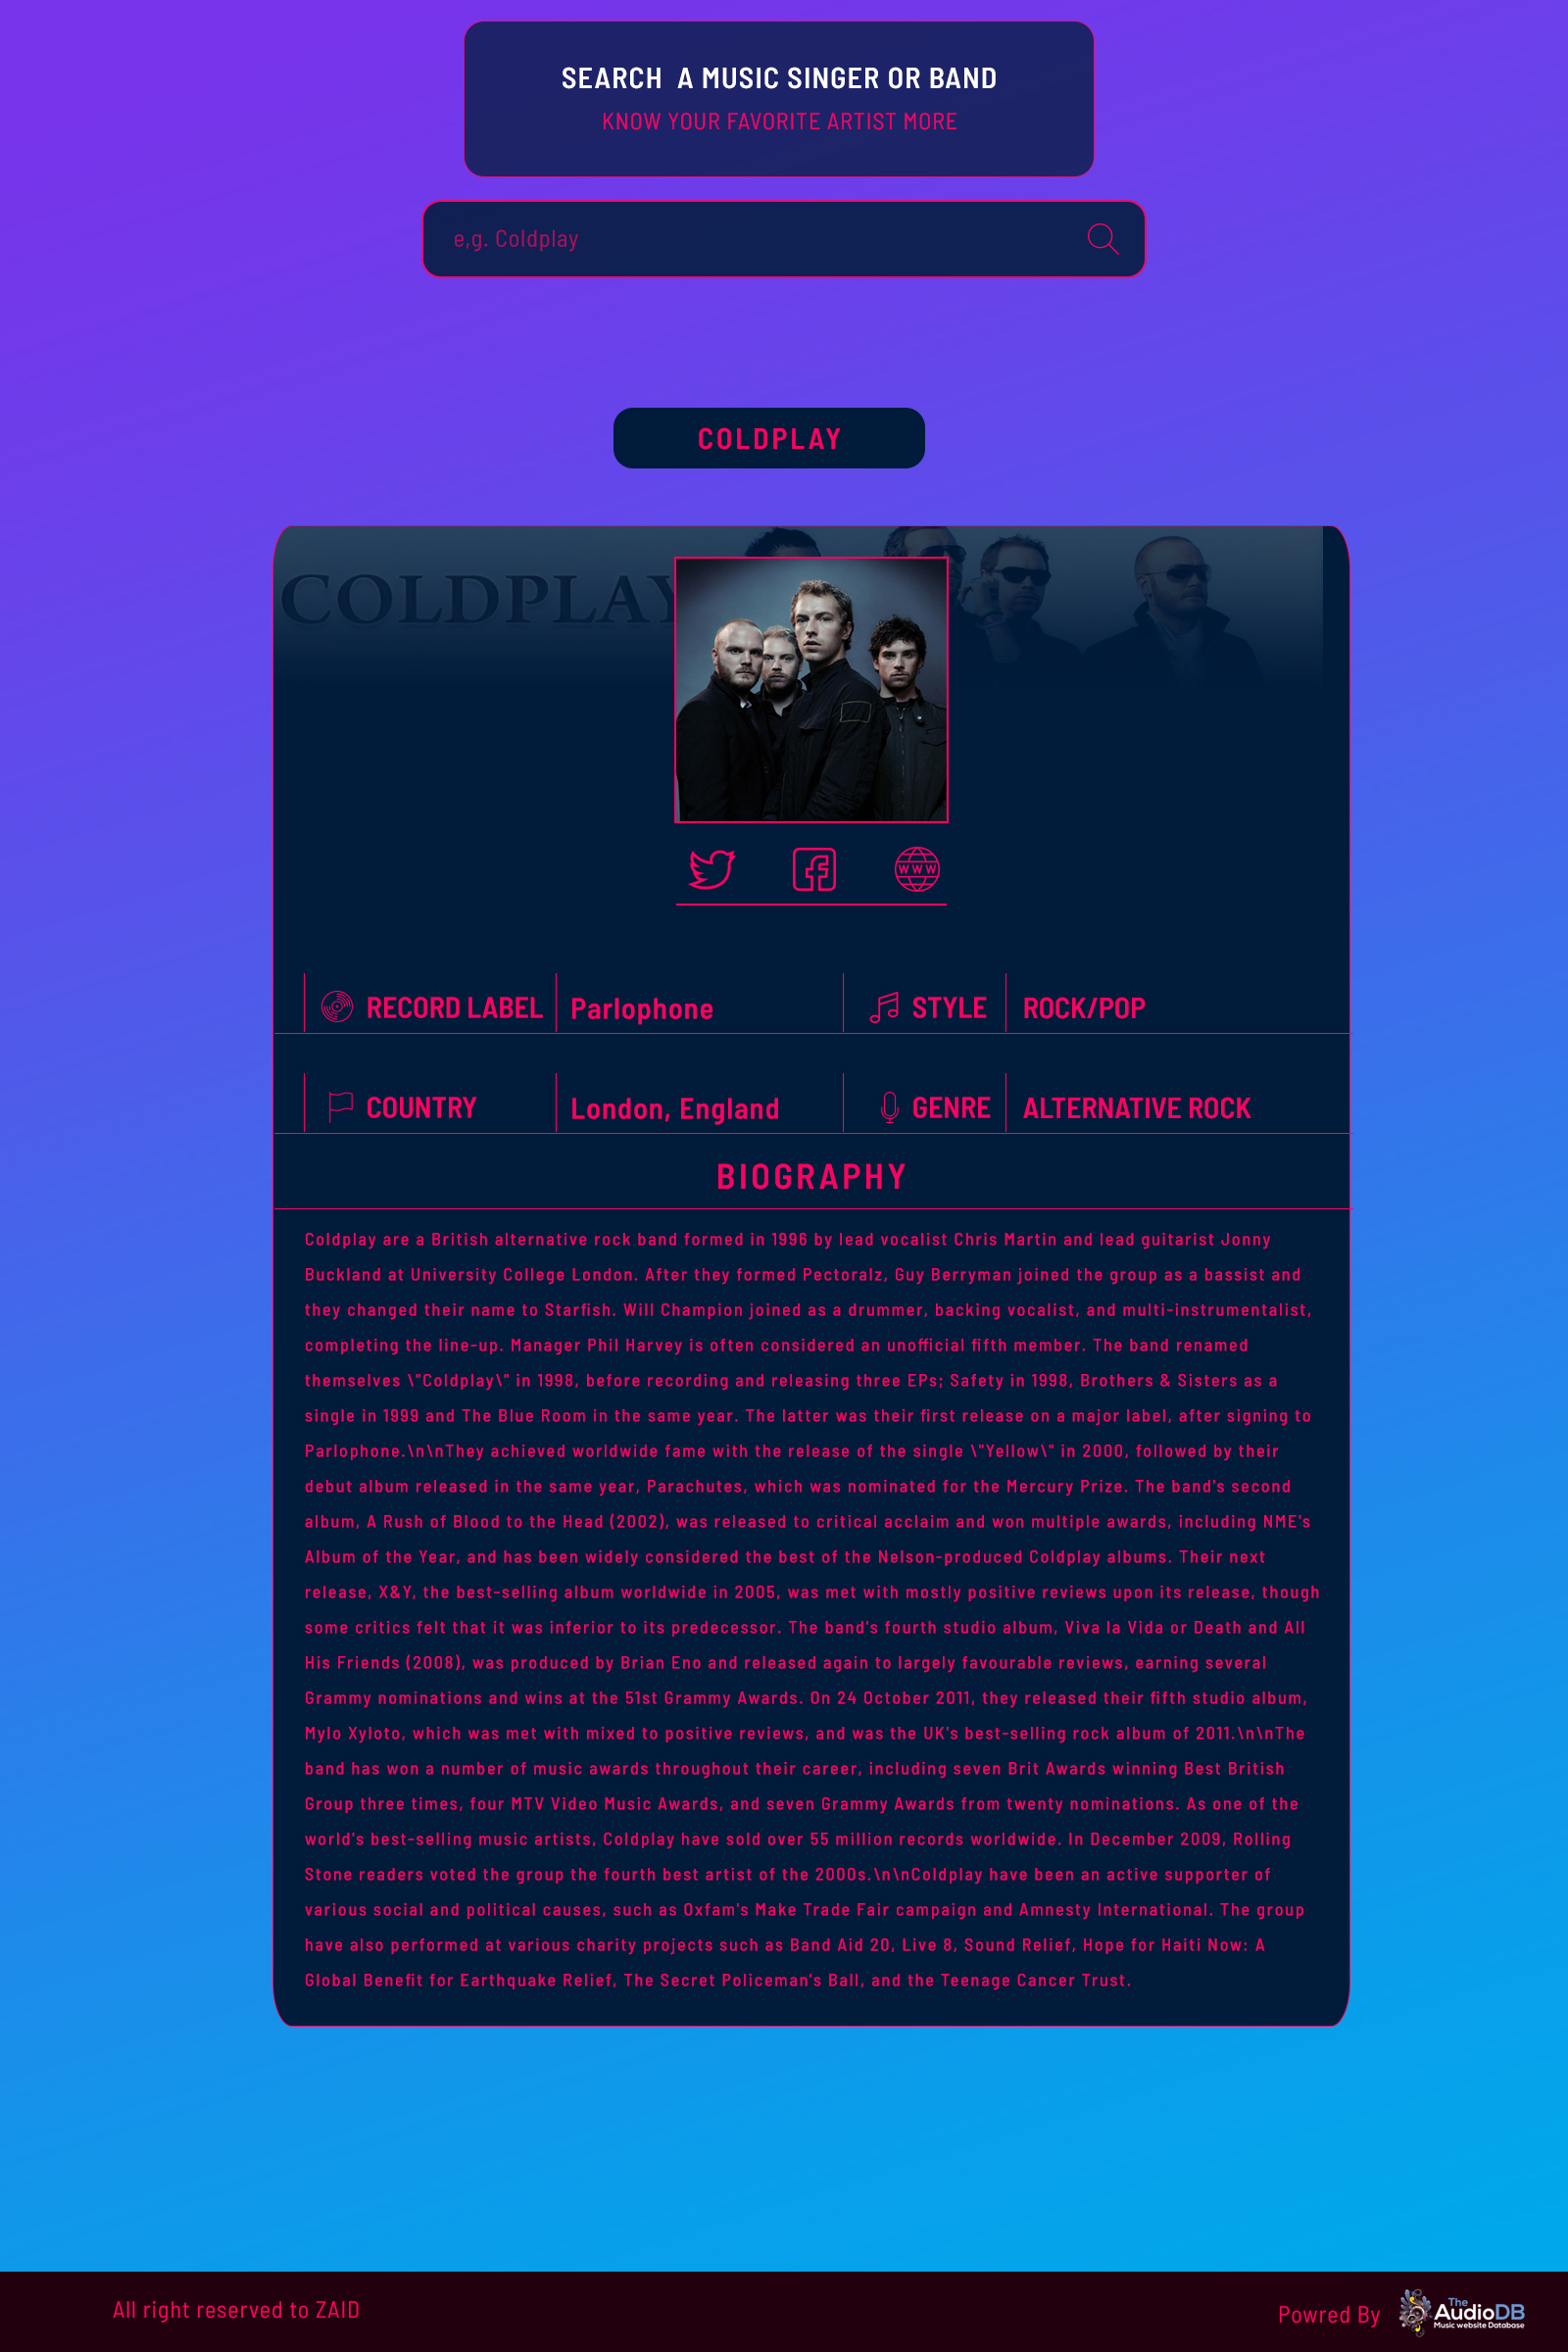 SEARCH A MUSIC SINGER OR BAND
KNOW YOUR FAVORITE ARTIST MORE
e,g. Coldplay
COLDPLAY
COLDPLAY
WWW
RECORD LABEL Parlophone STYLE ROCK/POP
COUNTRY London, England GENRE ALTERNATIVE ROCK
BIOGRAPHY
Coldplay are a British alternative rock band formed in 1996 by lead vocalist Chris Martin and lead guitarist Jonny
Buckland at University College London. After they formed Pectoralz, Guy Berryman joined the group as a bassist and
they changed their name to Starfish. Will Champion joined as a drummer, backing vocalist, and multi-instrumentalist,
completing the line-up. Manager Phil Harvey is often considered an unofficial fifth member. The band renamed
themselves \"Coldplay\" in 1998, before recording and releasing three EPs; Safety in 1998, Brothers & Sisters as a
single in 1999 and The Blue Room in the same year. The latter was their first release on a major label, after signing to
Parlophone.\n\nThey achieved worldwide fame with the release of the single \"Yellow\" in 2000, followed by their
debut album released in the same year, Parachutes, which was nominated for the Mercury Prize. The band's second
album, A Rush of Blood to the Head (2002), was released to critical acclaim and won multiple awards, including NME's
Album of the Year, and has been widely considered the best of the Nelson-produced Coldplay albums. Their next
release, X&Y, the best-selling album worldwide in 2005, was met with mostly positive reviews upon its release, though
some critics felt that it was inferior to its predecessor. The band's fourth studio album, Viva la Vida or Death and All
His Friends (2008), was produced by Brian Eno and released again to largely favourable reviews, earning several
Grammy nominations and wins at the 51st Grammy Awards. On 24 October 2011, they released their fifth studio album,
Mylo Xyloto, which was met with mixed to positive reviews, and was the UK's best-selling rock album of 2011.\n\nThe
band has won a number of music awards throughout their career, including seven Brit Awards winning Best British
Group three times, four MTV Video Music Awards, and seven Grammy Awards from twenty nominations. As one of the
world's best-selling music artists, Coldplay have sold over 55 million records worldwide. In December 2009, Rolling
Stone readers voted the group the fourth best artist of the 2000s.\n\nColdplay have been an active supporter of
various social and political causes, such as Oxfam's Make Trade Fair campaign and Amnesty International. The group
have also performed at various charity projects such as Band Aid 20, Live 8, Sound Relief, Hope for Haiti Now: A
Global Benefit for Earthquake Relief, The Secret Policeman's Ball, and the Teenage Cancer Trust.
All right reserved to ZAID
Powred By
The
AudioDB
Music website Database